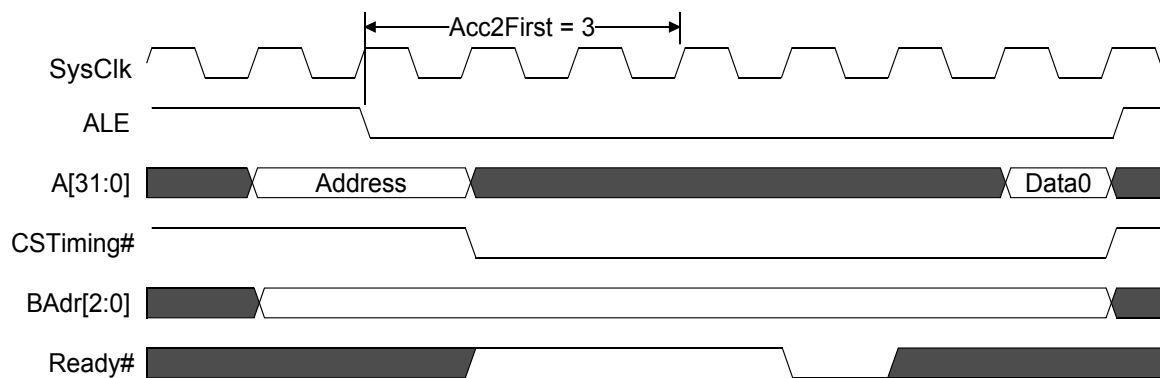 Acc2First = 3
SysClk
ALE
A[31:0]
Address
Data0
CSTiming#
BAdr[2:0]
Ready#